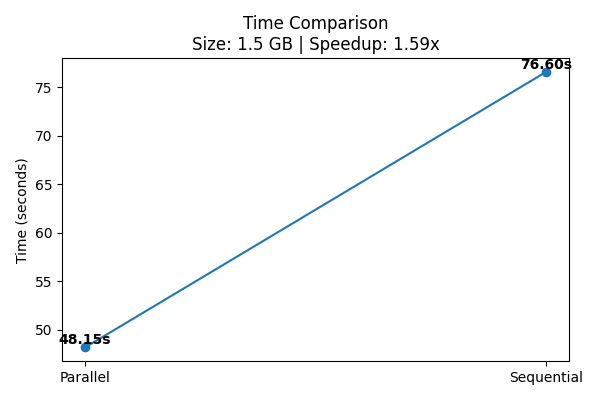 Time Comparison
Size: 1.5 GB | Speedup: 1.59x
76.60s
75
70
65
60
55
50
Time (seconds)
48.15s
Parallel
Sequential